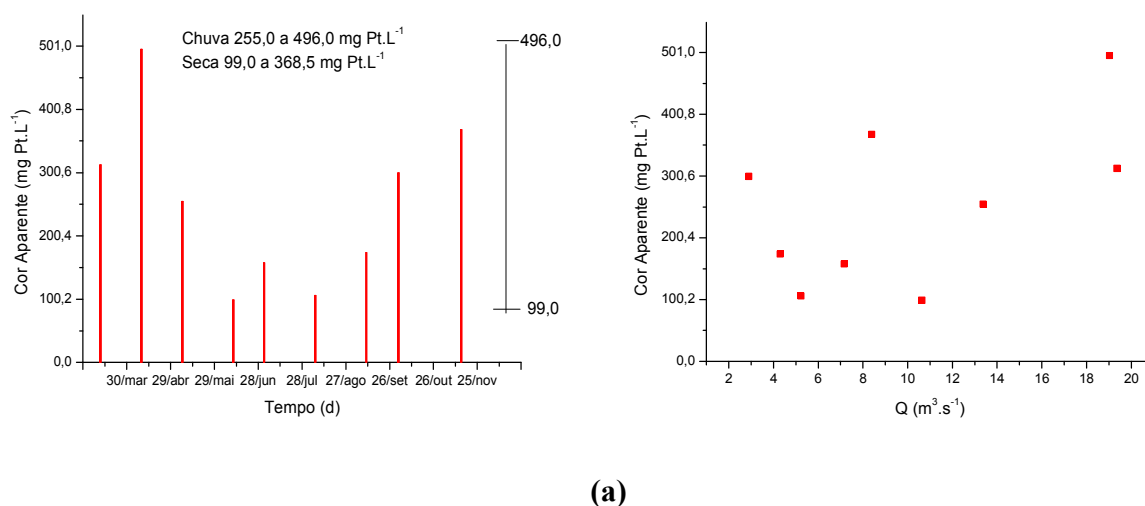 Chuva 255,0 a 496,0 mg Pt.L⁻¹
Seca 99,0 a 368,5 mg Pt.L⁻¹
496,0
99,0
Cor Aparente (mg Pt.L⁻¹)
501,0
400,8
300,6
200,4
100,2
0,0
30/mar 29/abr 29/mai 28/jun 28/jul 27/ago 26/set 26/out 25/nov
Tempo (d)
Cor Aparente (mg Pt.L⁻¹)
501,0
400,8
300,6
200,4
100,2
0,0
2 4 6 8 10 12 14 16 18 20
Q (m³.s⁻¹)
(a)